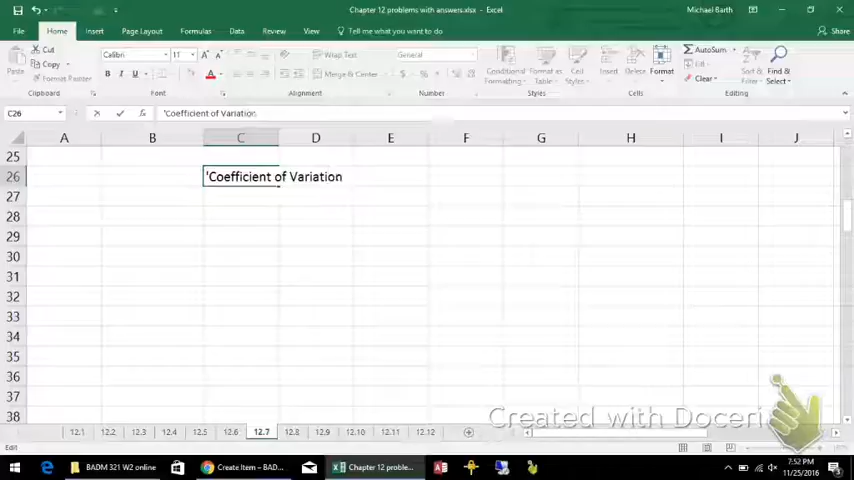 Chapter 12 problems with answers.xlsx - Excel
Michael Barth
File Home Insert Page Layout Formulas Data Review View Tell me what you want to do Share
Cut
Copy
Format Painter
Paste
Clipboard
Calibri 11
B I U
Font
Wrap Text
Merge & Center
Alignment
General
$ % ,
Number
Conditional Formatting
Format as Table
Cell Styles
Styles
Insert Delete Format
Cells
AutoSum
Fill
Clear
Sort & Filter
Find & Select
Editing
C26 fx 'Coefficient of Variation
A B C D E F G H I J
25
26 'Coefficient of Variation
27
28
29
30
31
32
33
34
35
36
37
38
Created with Doceri
12.1 12.2 12.3 12.4 12.5 12.6 12.7 12.8 12.9 12.10 12.11 12.12
Edit
BADM 321 W2 online
Create Item – BAD...
Chapter 12 proble...
7:52 PM
11/25/2016
3